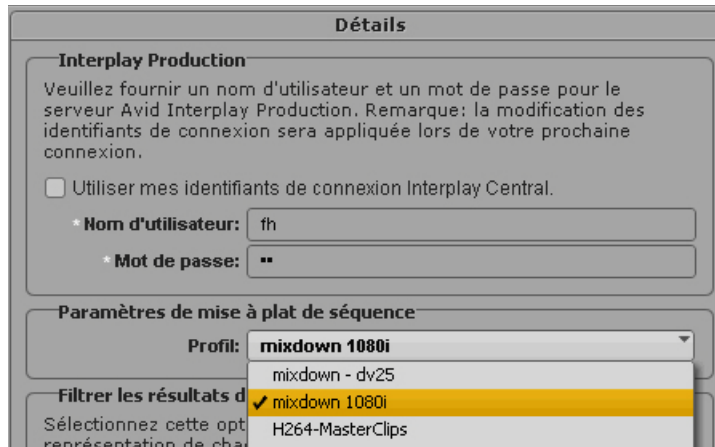 Détails
Interplay Production
Veuillez fournir un nom d'utilisateur et un mot de passe pour le
serveur Avid Interplay Production. Remarque: la modification des
identifiants de connexion sera appliquée lors de votre prochaine
connexion.
Utiliser mes identifiants de connexion Interplay Central.
* Nom d'utilisateur: fh
* Mot de passe: ••
Paramètres de mise à plat de séquence
Profil: mixdown 1080i
mixdown - dv25
Filtrer les résultats d
✓ mixdown 1080i
Sélectionnez cette opt
H264-MasterClips
représentation de cha